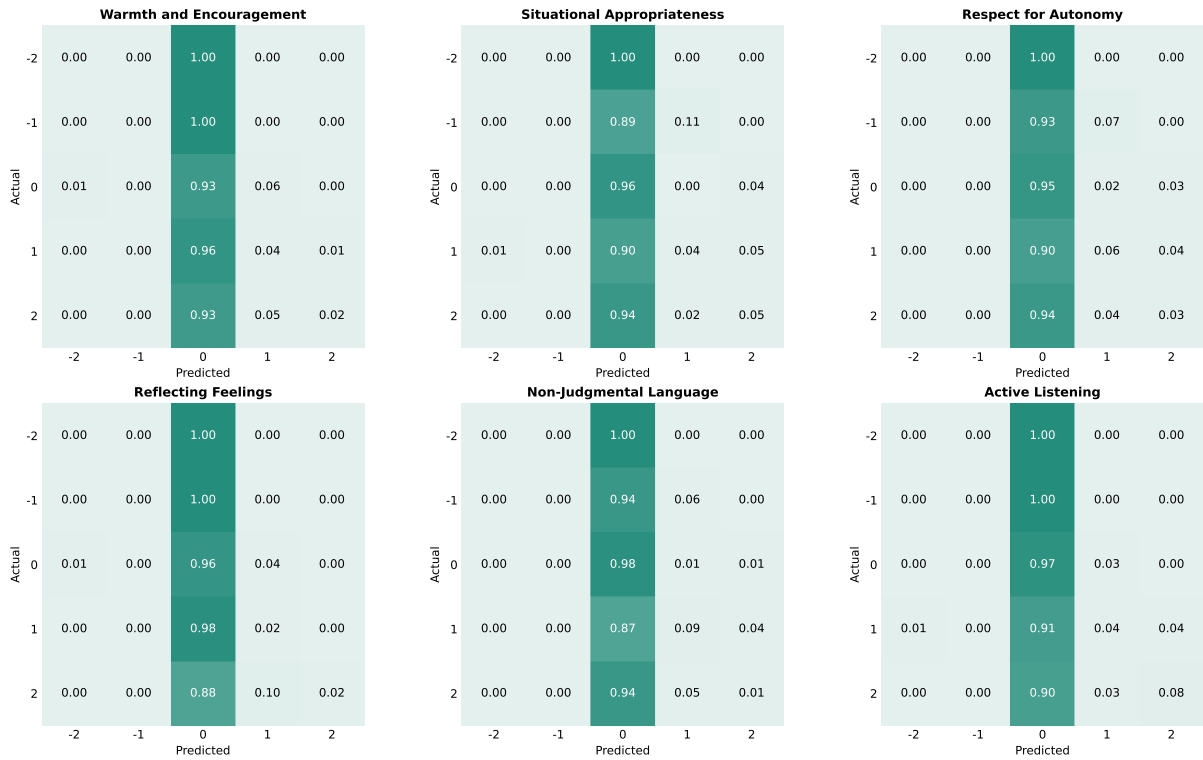 Warmth and Encouragement
-2 0.00 0.00 1.00 0.00 0.00
-1 0.00 0.00 1.00 0.00 0.00
0 0.01 0.00 0.93 0.06 0.00
1 0.00 0.00 0.96 0.04 0.01
2 0.00 0.00 0.93 0.05 0.02
Actual
-2 -1 0 1 2
Predicted
Situational Appropriateness
-2 0.00 0.00 1.00 0.00 0.00
-1 0.00 0.00 0.89 0.11 0.00
0 0.00 0.00 0.96 0.00 0.04
1 0.01 0.00 0.90 0.04 0.05
2 0.00 0.00 0.94 0.02 0.05
Actual
-2 -1 0 1 2
Predicted
Respect for Autonomy
-2 0.00 0.00 1.00 0.00 0.00
-1 0.00 0.00 0.93 0.07 0.00
0 0.00 0.00 0.95 0.02 0.03
1 0.00 0.00 0.90 0.06 0.04
2 0.00 0.00 0.94 0.04 0.03
Actual
-2 -1 0 1 2
Predicted
Reflecting Feelings
-2 0.00 0.00 1.00 0.00 0.00
-1 0.00 0.00 1.00 0.00 0.00
0 0.01 0.00 0.96 0.04 0.00
1 0.00 0.00 0.98 0.02 0.00
2 0.00 0.00 0.88 0.10 0.02
Actual
-2 -1 0 1 2
Predicted
Non-Judgmental Language
-2 0.00 0.00 1.00 0.00 0.00
-1 0.00 0.00 0.94 0.06 0.00
0 0.00 0.00 0.98 0.01 0.01
1 0.00 0.00 0.87 0.09 0.04
2 0.00 0.00 0.94 0.05 0.01
Actual
-2 -1 0 1 2
Predicted
Active Listening
-2 0.00 0.00 1.00 0.00 0.00
-1 0.00 0.00 1.00 0.00 0.00
0 0.00 0.00 0.97 0.03 0.00
1 0.01 0.00 0.91 0.04 0.04
2 0.00 0.00 0.90 0.03 0.08
Actual
-2 -1 0 1 2
Predicted